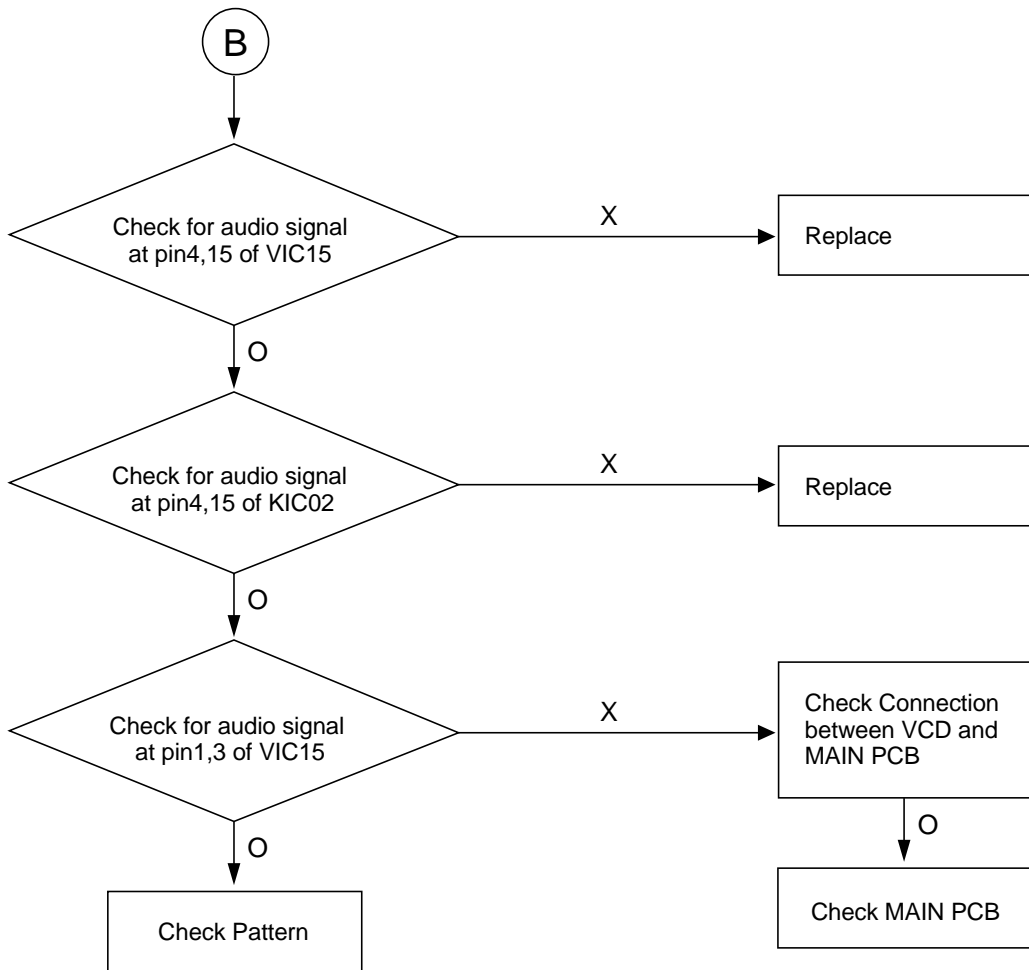 B
Check for audio signal
at pin4,15 of VIC15
X
Replace
O
Check for audio signal
at pin4,15 of KIC02
X
Replace
O
Check for audio signal
at pin1,3 of VIC15
X
Check Connection
between VCD and
MAIN PCB
O
Check Pattern
O
Check MAIN PCB